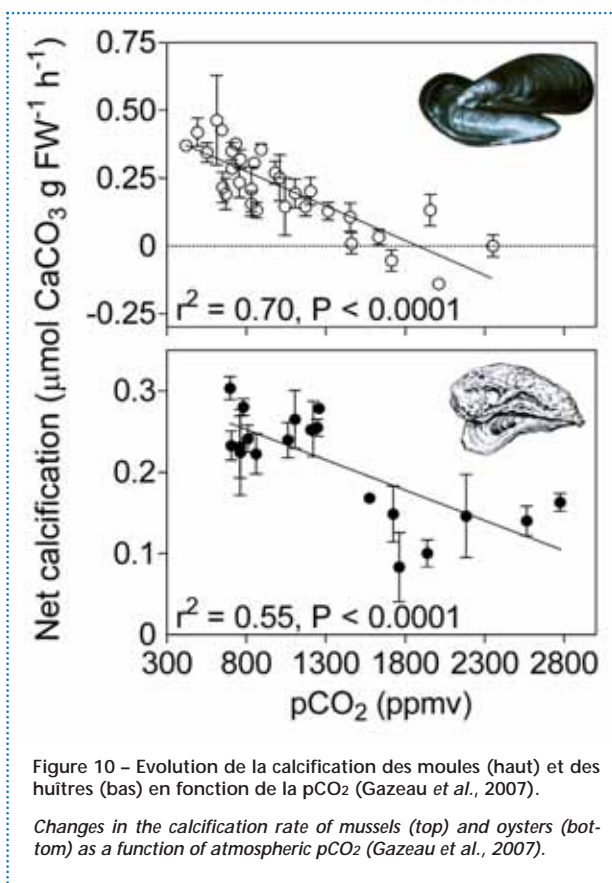 0.75
0.50
0.25
0
-0.25
r² = 0.70, P < 0.0001
Net calcification (µmol CaCO₃ g FW⁻¹ h⁻¹)
0.3
0.2
0.1
0
r² = 0.55, P < 0.0001
300 800 1300 1800 2300 2800
pCO₂ (ppmv)
Figure 10 – Evolution de la calcification des moules (haut) et des
huîtres (bas) en fonction de la pCO₂ (Gazeau et al., 2007).
Changes in the calcification rate of mussels (top) and oysters (bot-
tom) as a function of atmospheric pCO₂ (Gazeau et al., 2007).